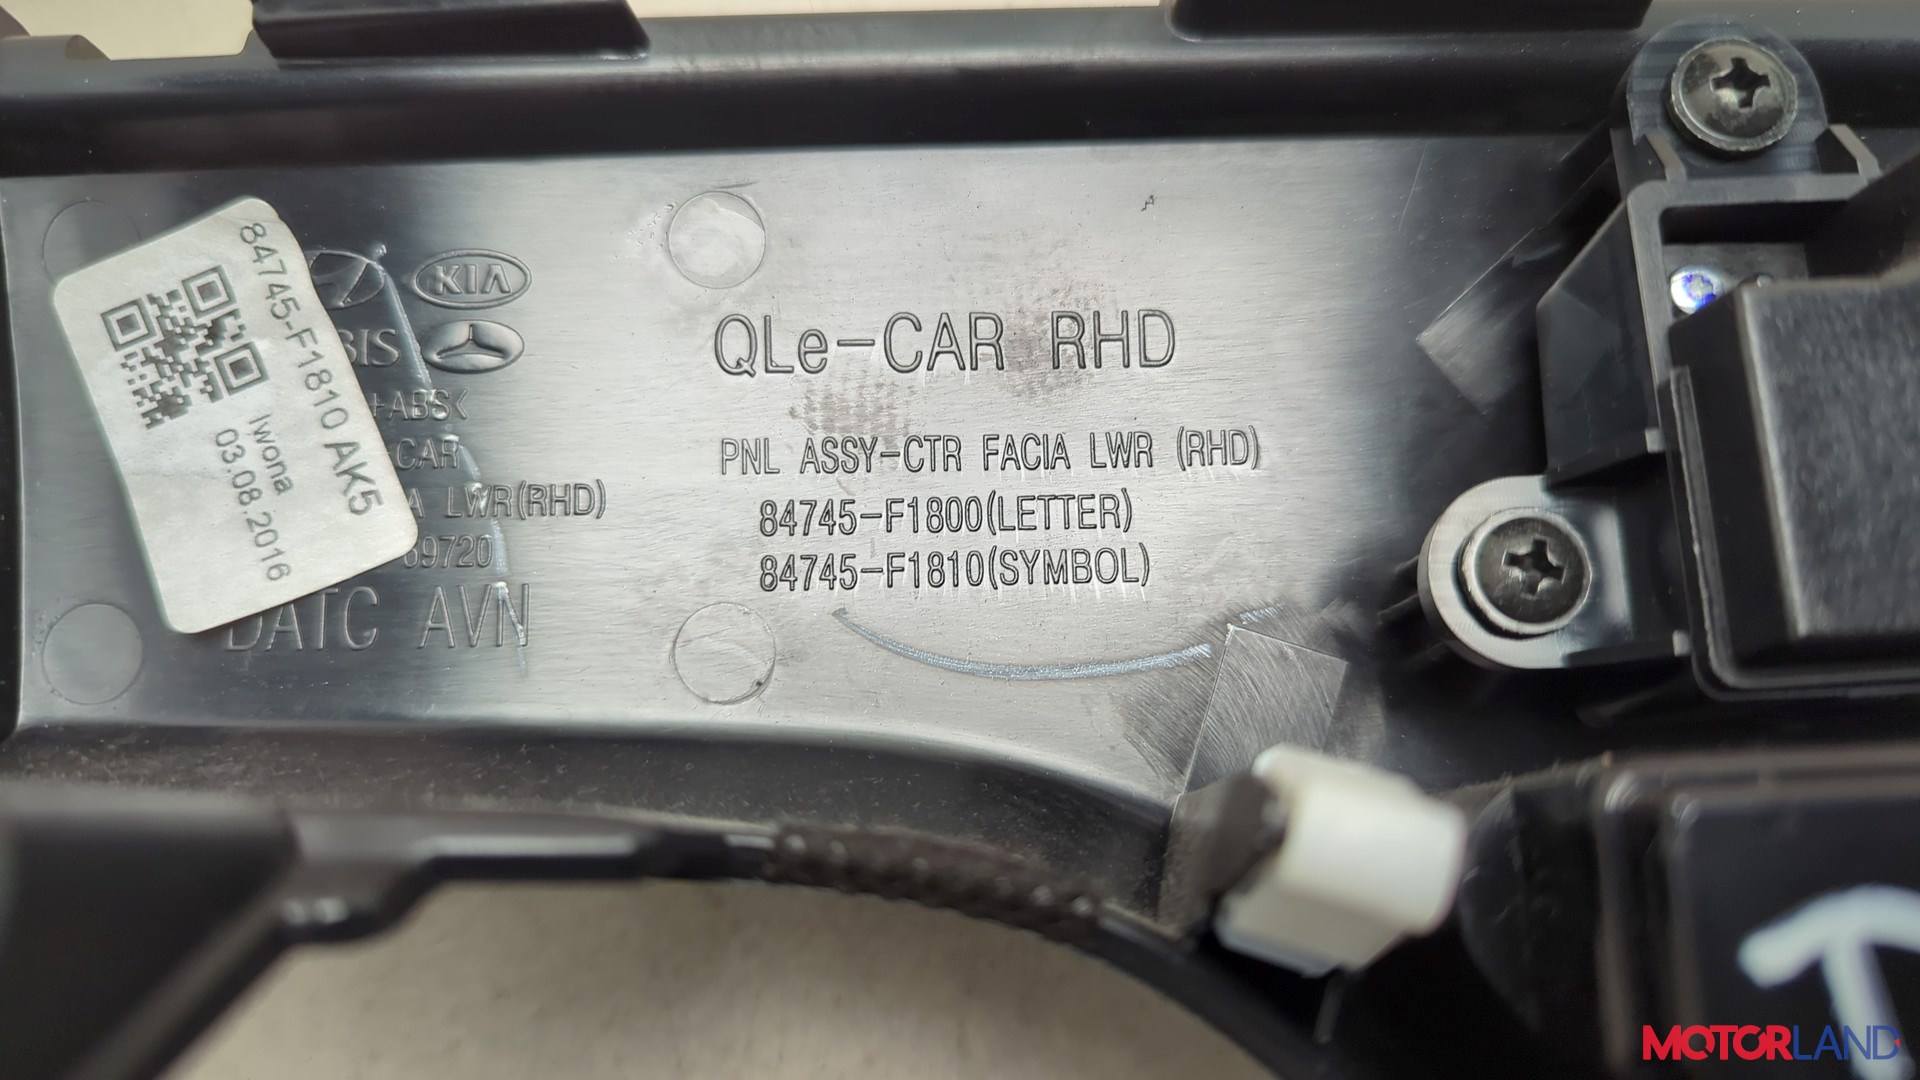 84745-F1810 AK5
Iwona
03.08.2016
KIA
BIS
+ABS<
-CAR
A LWR(RHD)
69720
DATC AVN
QLe-CAR RHD
PNL ASSY-CTR FACIA LWR (RHD)
84745-F1800(LETTER)
84745-F1810(SYMBOL)
MOTORLAND